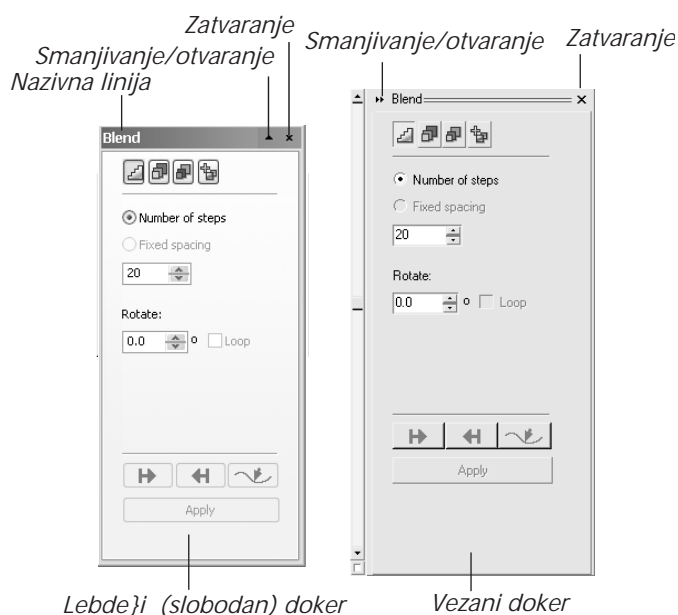 Zatvaranje
Smanjivanje/otvaranje
Nazivna linija
Blend
Number of steps
Fixed spacing
20
Rotate:
0.0 o Loop
Apply
Lebde}i (slobodan) doker
Smanjivanje/otvaranje Zatvaranje
Blend
Number of steps
Fixed spacing
20
Rotate:
0.0 o Loop
Apply
Vezani doker